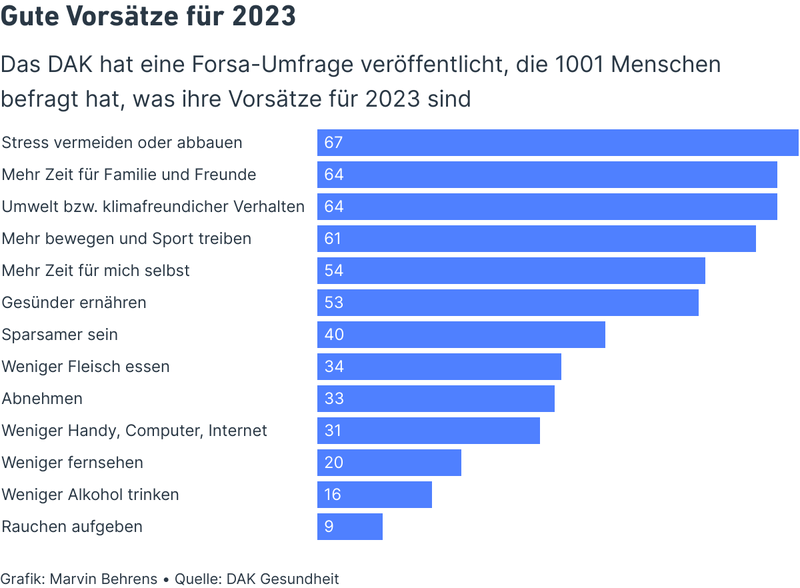 Gute Vorsätze für 2023
Das DAK hat eine Forsa-Umfrage veröffentlicht, die 1001 Menschen
befragt hat, was ihre Vorsätze für 2023 sind
Stress vermeiden oder abbauen 67
Mehr Zeit für Familie und Freunde 64
Umwelt bzw. klimafreundicher Verhalten 64
Mehr bewegen und Sport treiben 61
Mehr Zeit für mich selbst 54
Gesünder ernähren 53
Sparsamer sein 40
Weniger Fleisch essen 34
Abnehmen 33
Weniger Handy, Computer, Internet 31
Weniger fernsehen 20
Weniger Alkohol trinken 16
Rauchen aufgeben 9
Grafik: Marvin Behrens • Quelle: DAK Gesundheit